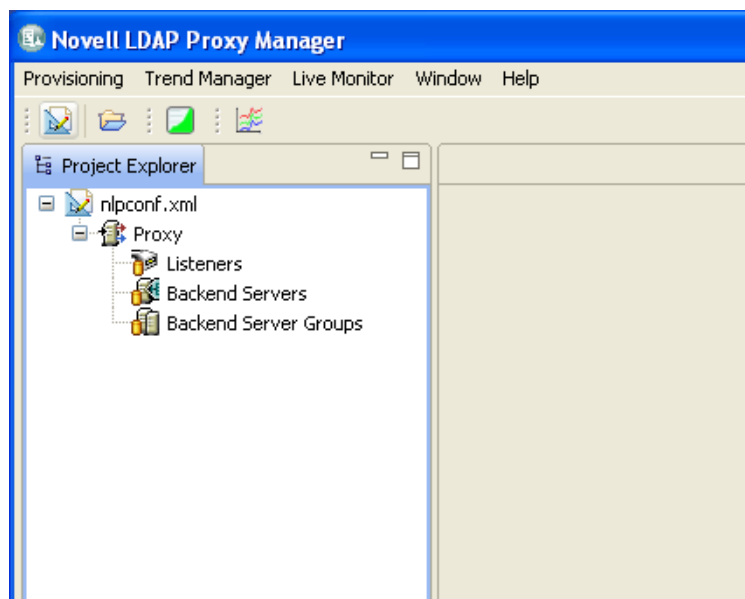 Novell LDAP Proxy Manager
Provisioning Trend Manager Live Monitor Window Help
Project Explorer
nlpconf.xml
Proxy
Listeners
Backend Servers
Backend Server Groups